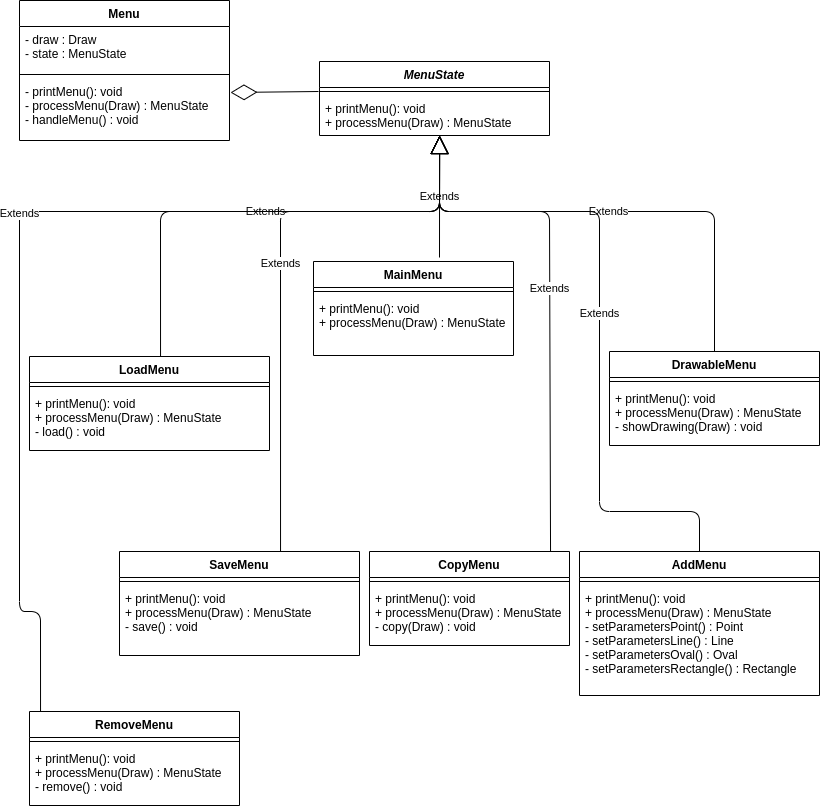 Menu
- draw : Draw
- state : MenuState
- printMenu(): void
- processMenu(Draw) : MenuState
- handleMenu() : void
MenuState
+ printMenu(): void
+ processMenu(Draw) : MenuState
Extends
Extends
Extends
Extends
Extends
Extends
Extends
MainMenu
+ printMenu(): void
+ processMenu(Draw) : MenuState
LoadMenu
+ printMenu(): void
+ processMenu(Draw) : MenuState
- load() : void
DrawableMenu
+ printMenu(): void
+ processMenu(Draw) : MenuState
- showDrawing(Draw) : void
SaveMenu
+ printMenu(): void
+ processMenu(Draw) : MenuState
- save() : void
CopyMenu
+ printMenu(): void
+ processMenu(Draw) : MenuState
- copy(Draw) : void
AddMenu
+ printMenu(): void
+ processMenu(Draw) : MenuState
- setParametersPoint() : Point
- setParametersLine() : Line
- setParametersOval() : Oval
- setParametersRectangle() : Rectangle
RemoveMenu
+ printMenu(): void
+ processMenu(Draw) : MenuState
- remove() : void